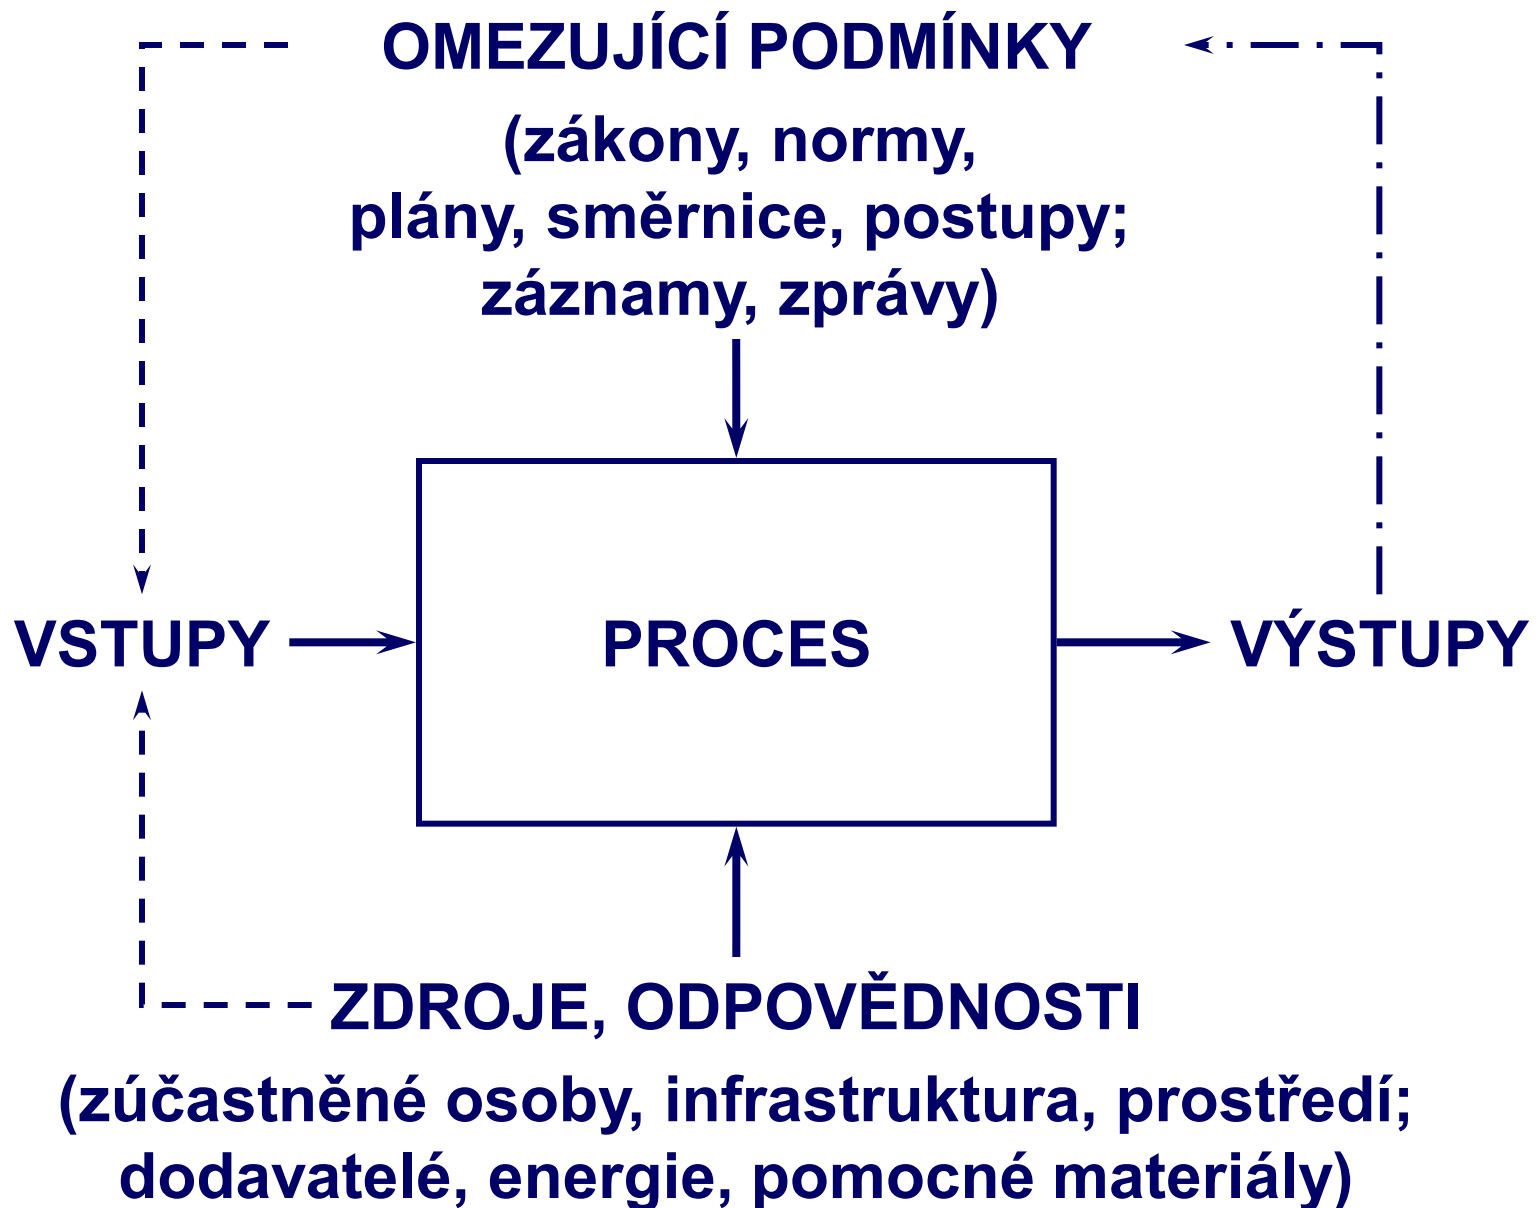 OMEZUJÍCÍ PODMÍNKY
(zákony, normy,
plány, směrnice, postupy;
záznamy, zprávy)
VSTUPY
PROCES
VÝSTUPY
ZDROJE, ODPOVĚDNOSTI
(zúčastněné osoby, infrastruktura, prostředí;
dodavatelé, energie, pomocné materiály)